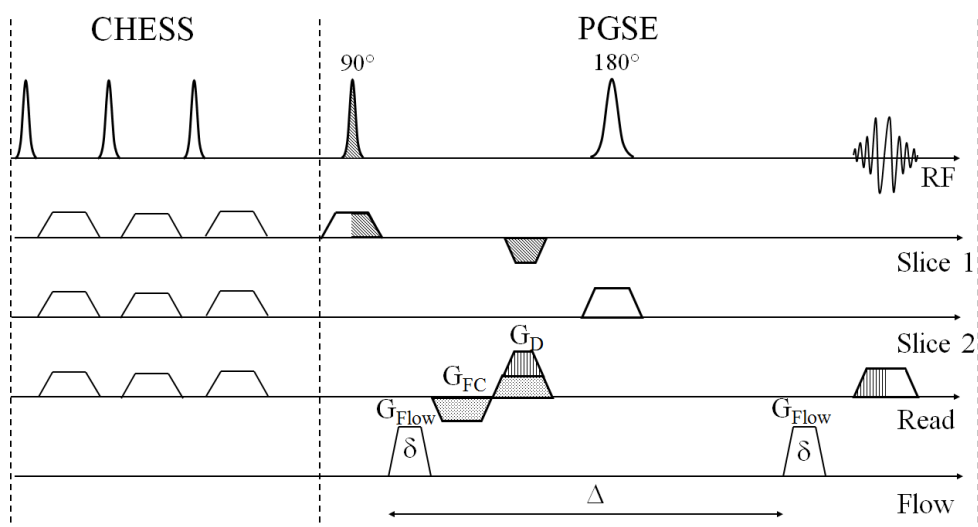 CHESS PGSE
90° 180°
RF
Slice 1
Slice 2
G_D
G_FC
Read
G_Flow G_Flow
δ δ
Δ
Flow